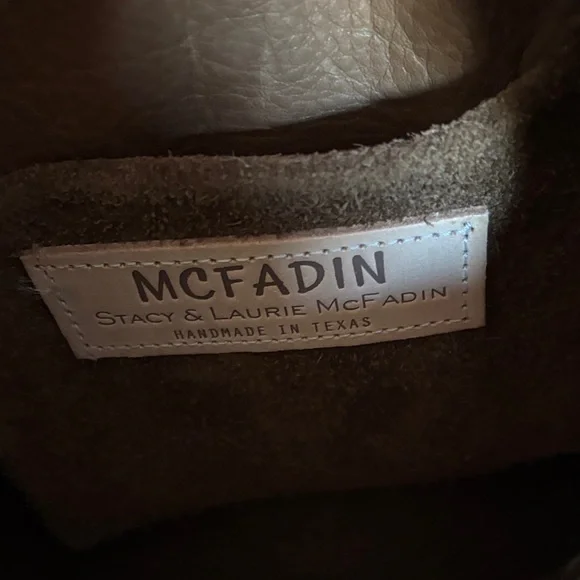 MCFADIN
STACY & LAURIE MCFADIN
HANDMADE IN TEXAS